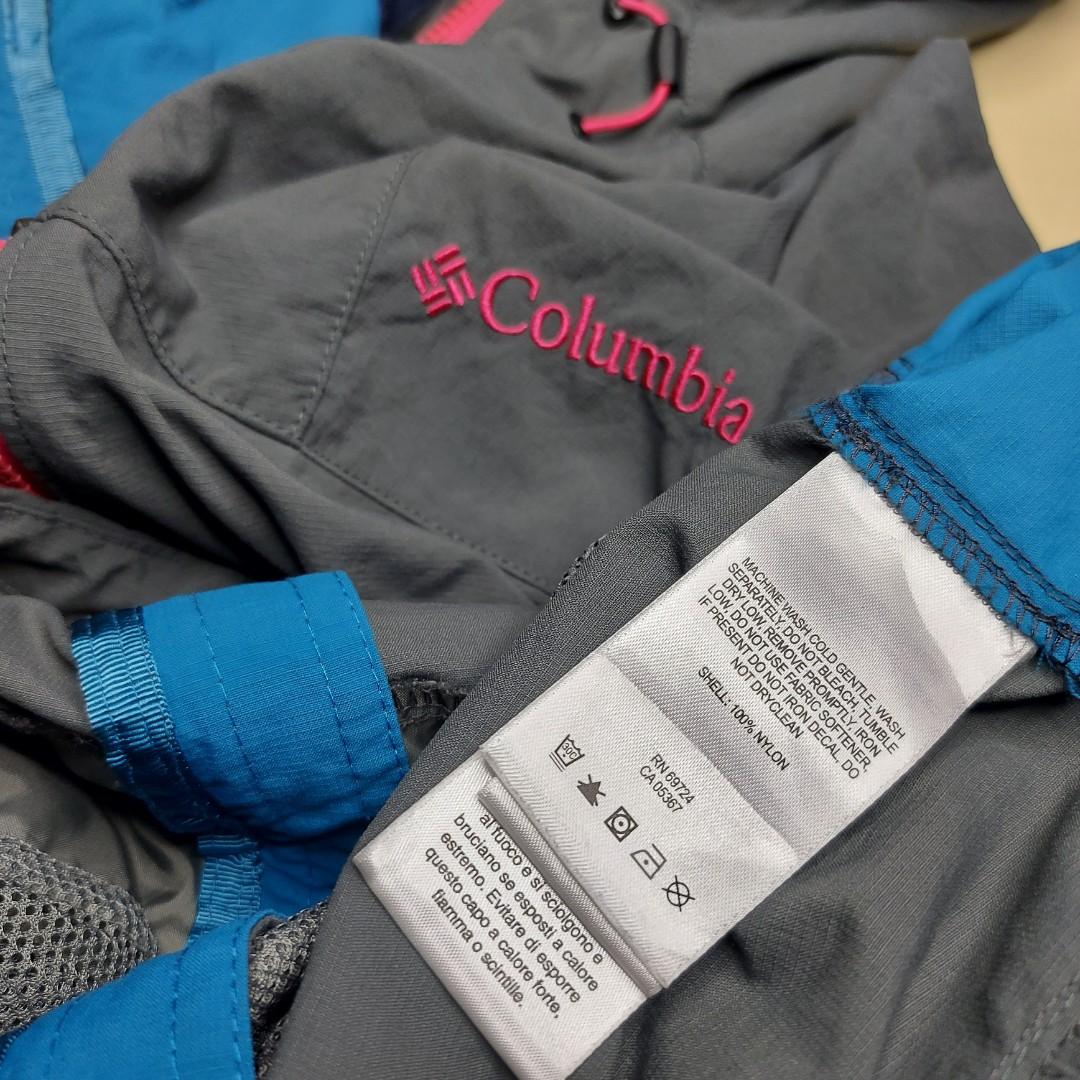 Columbia
MACHINE WASH COLD GENTLE, WASH
SEPARATELY, DO NOT BLEACH, TUMBLE
DRY LOW, REMOVE PROMPTLY, IRON
LOW, DO NOT USE FABRIC SOFTENER,
IF PRESENT DO NOT IRON DECAL, DO
NOT DRYCLEAN
SHELL: 100% NYLON
RN 69724
CA 05367
30C
al fuoco e si sciolgono e
bruciano se esposti a calore
estremo. Evitare di esporre
questo capo a calore forte,
fiamma o scintille.